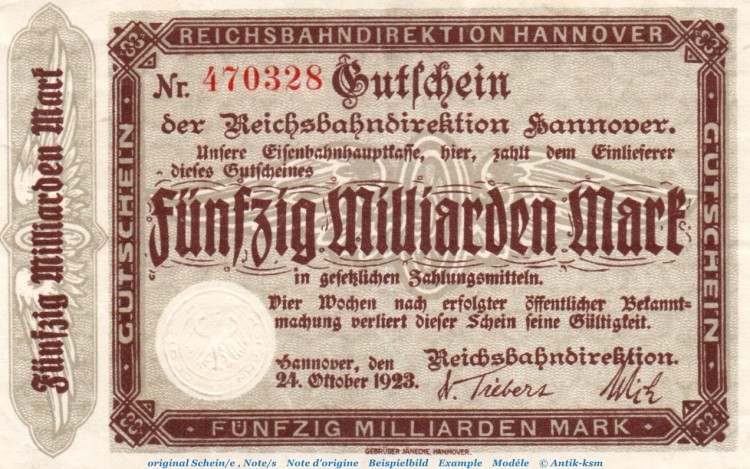 Fünfzig Milliarden Mark
REICHSBAHNDIREKTION HANNOVER
GUTSCHEIN
Nr. 470328 Gutschein
der Reichsbahndirektion Hannover.
Unsere Eisenbahnhauptkasse, hier, zahlt dem Einlieferer
dieses Gutscheines
Fünfzig Milliarden Mark
in gesetzlichen Zahlungsmitteln.
Vier Wochen nach erfolgter öffentlicher Bekannt-
machung verliert dieser Schein seine Gültigkeit.
Hannover, den
24. Oktober 1923.
Reichsbahndirektion.
GUTSCHEIN
· FÜNFZIG MILLIARDEN MARK ·
GEBRÜDER JÄNECKE, HANNOVER.
original Schein/e , Note/s Note d'origine Beispielbild Example Modéle © Antik-ksm